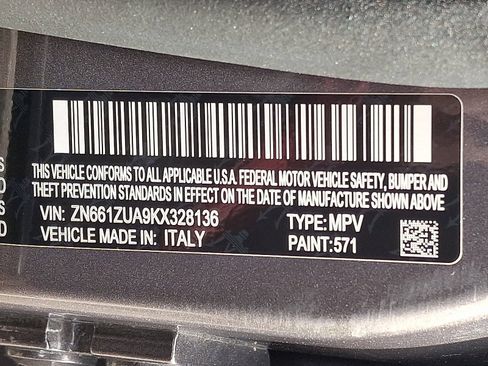 THIS VEHICLE CONFORMS TO ALL APPLICABLE U.S.A. FEDERAL MOTOR VEHICLE SAFETY, BUMPER AND
THEFT PREVENTION STANDARDS IN EFFECT ON THE DATE OF MANUFACTURE SHOWN ABOVE
VIN: ZN661ZUA9KX328136 TYPE: MPV
VEHICLE MADE IN: ITALY PAINT:571